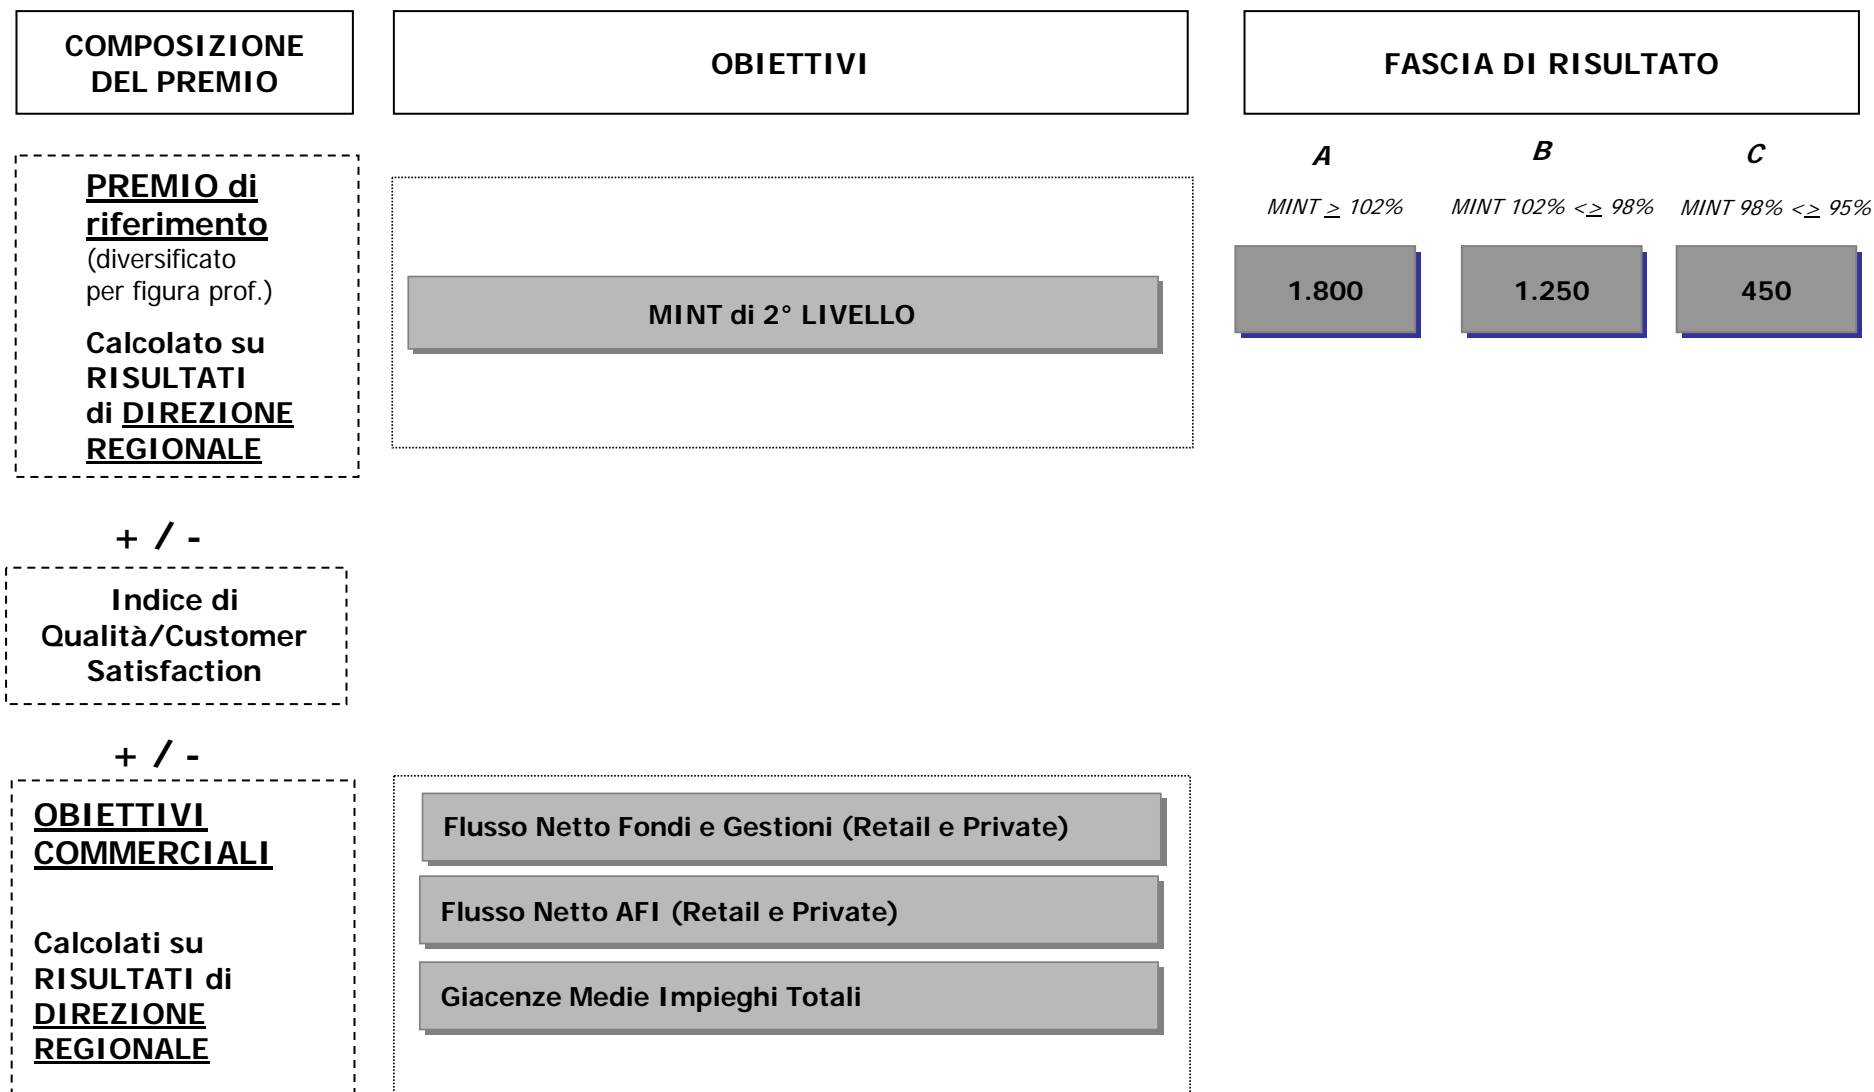 COMPOSIZIONE
DEL PREMIO
OBIETTIVI
FASCIA DI RISULTATO
PREMIO di
riferimento
(diversificato
per figura prof.)
Calcolato su
RISULTATI
di DIREZIONE
REGIONALE
MINT di 2° LIVELLO
A
B
C
MINT ≥ 102%
MINT 102% <≥ 98%
MINT 98% <≥ 95%
1.800
1.250
450
+ / -
Indice di
Qualità/Customer
Satisfaction
+ / -
OBIETTIVI
COMMERCIALI
Calcolati su
RISULTATI di
DIREZIONE
REGIONALE
Flusso Netto Fondi e Gestioni (Retail e Private)
Flusso Netto AFI (Retail e Private)
Giacenze Medie Impieghi Totali